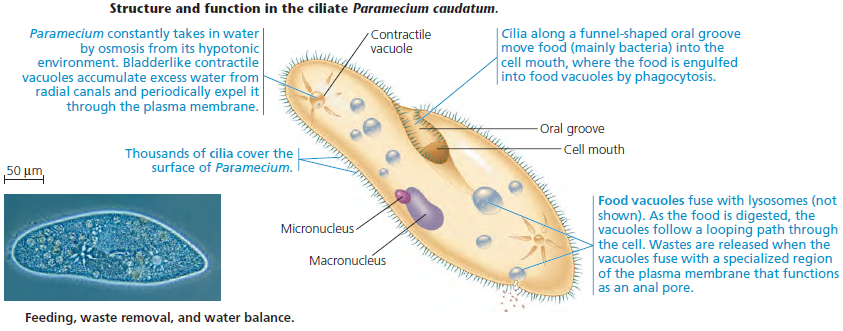 Structure and function in the ciliate Paramecium caudatum.
Paramecium constantly takes in water
by osmosis from its hypotonic
environment. Bladderlike contractile
vacuoles accumulate excess water from
radial canals and periodically expel it
through the plasma membrane.
Contractile
vacuole
Cilia along a funnel-shaped oral groove
move food (mainly bacteria) into the
cell mouth, where the food is engulfed
into food vacuoles by phagocytosis.
Oral groove
Cell mouth
Thousands of cilia cover the
surface of Paramecium.
50 µm
Micronucleus
Macronucleus
Food vacuoles fuse with lysosomes (not
shown). As the food is digested, the
vacuoles follow a looping path through
the cell. Wastes are released when the
vacuoles fuse with a specialized region
of the plasma membrane that functions
as an anal pore.
Feeding, waste removal, and water balance.